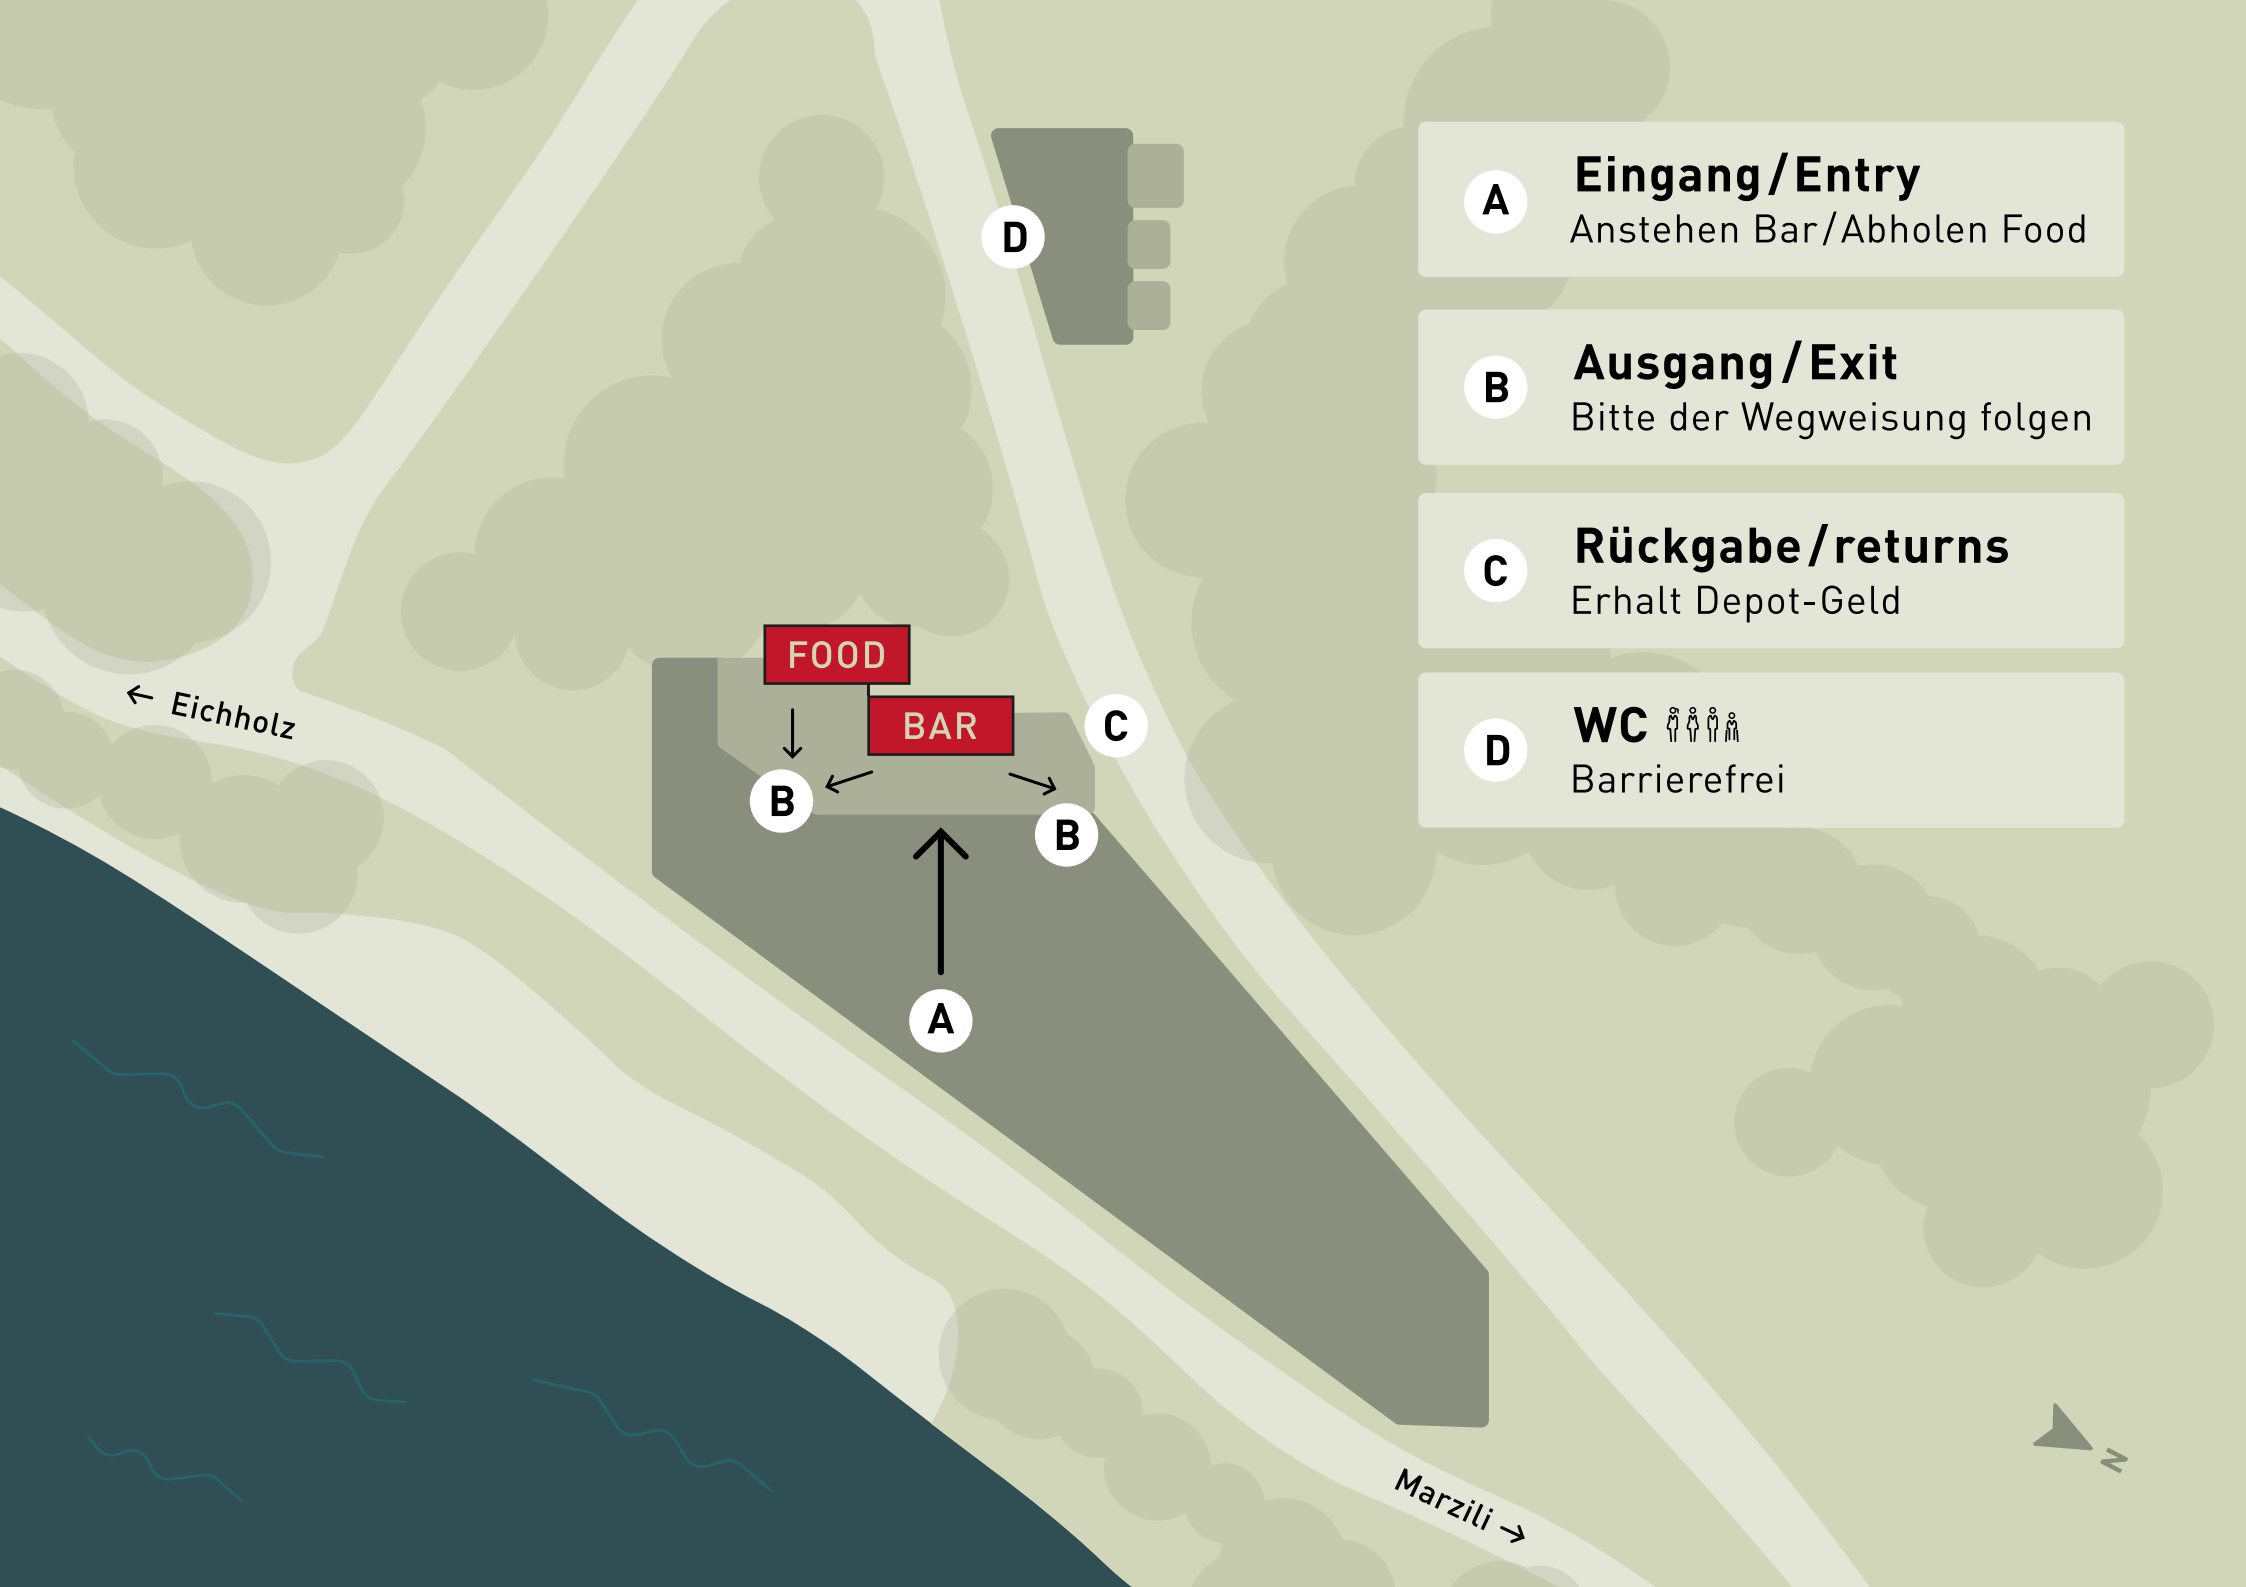 A
Eingang/Entry
Anstehen Bar/Abholen Food
B
Ausgang/Exit
Bitte der Wegweisung folgen
C
Rückgabe/returns
Erhalt Depot-Geld
D
WC
Barrierefrei
D
FOOD
BAR
C
B
B
A
← Eichholz
Marzili →
N